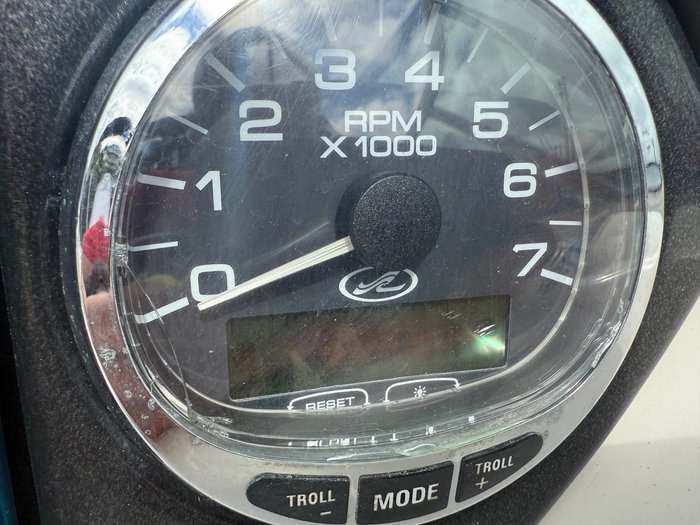 3 4
2 RPM 5
X1000
1 6
0 7
RESET
TROLL
-
MODE
TROLL
+